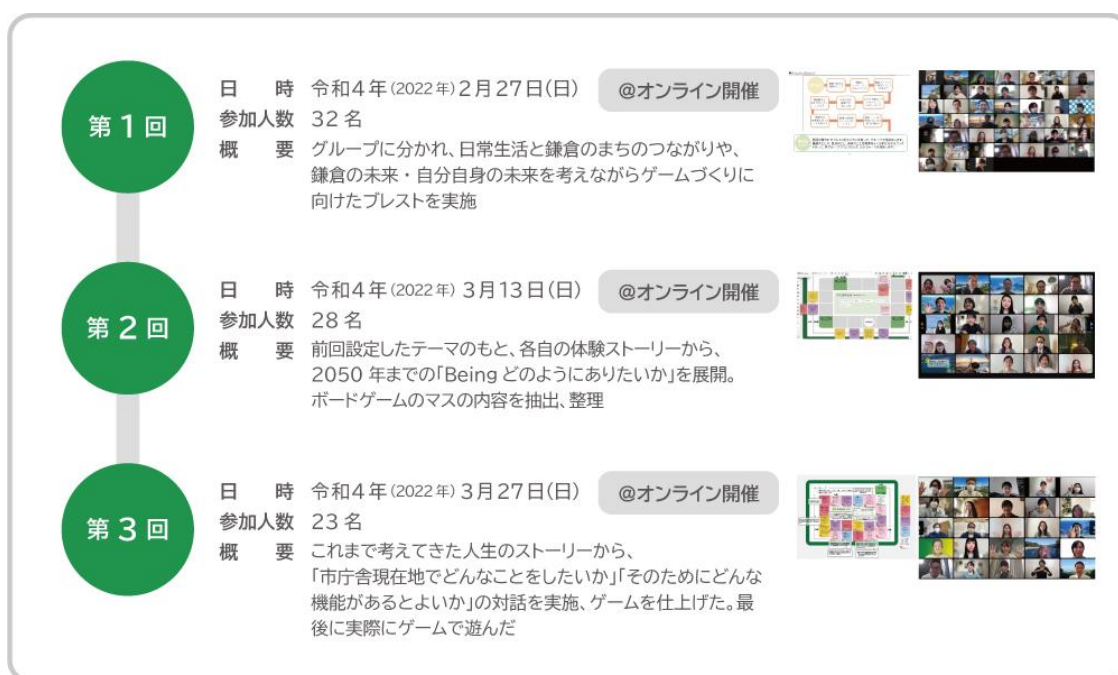 第1回
日　時 令和4年(2022年)2月27日(日) @オンライン開催
参加人数 32名
概　要 グループに分かれ、日常生活と鎌倉のまちのつながりや、
鎌倉の未来・自分自身の未来を考えながらゲームづくりに
向けたブレストを実施
第2回
日　時 令和4年(2022年)3月13日(日) @オンライン開催
参加人数 28名
概　要 前回設定したテーマのもと、各自の体験ストーリーから、
2050年までの「Beingどのようにありたいか」を展開。
ボードゲームのマスの内容を抽出、整理
第3回
日　時 令和4年(2022年)3月27日(日) @オンライン開催
参加人数 23名
概　要 これまで考えてきた人生のストーリーから、
「市庁舎現在地でどんなことをしたいか」「そのためにどんな
機能があるとよいか」の対話を実施、ゲームを仕上げた。最
後に実際にゲームで遊んだ